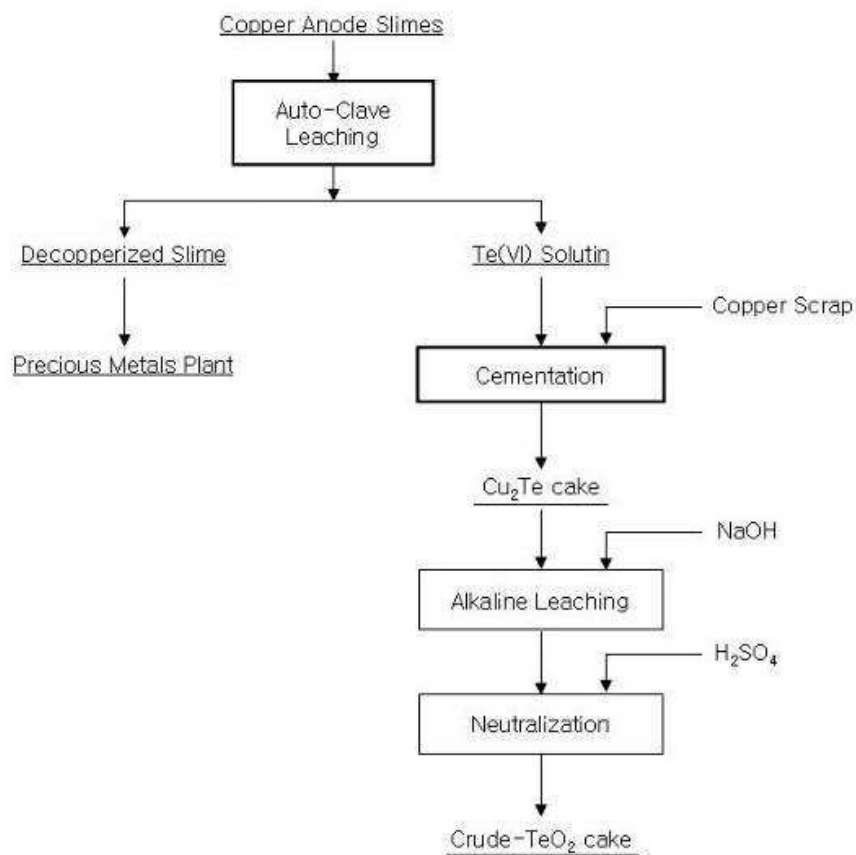 Copper Anode Slimes
Auto-Clave
Leaching
Decopperized Slime
Te(VI) Solutin
Copper Scrap
Precious Metals Plant
Cementation
Cu₂Te cake
NaOH
Alkaline Leaching
H₂SO₄
Neutralization
Crude-TeO₂ cake